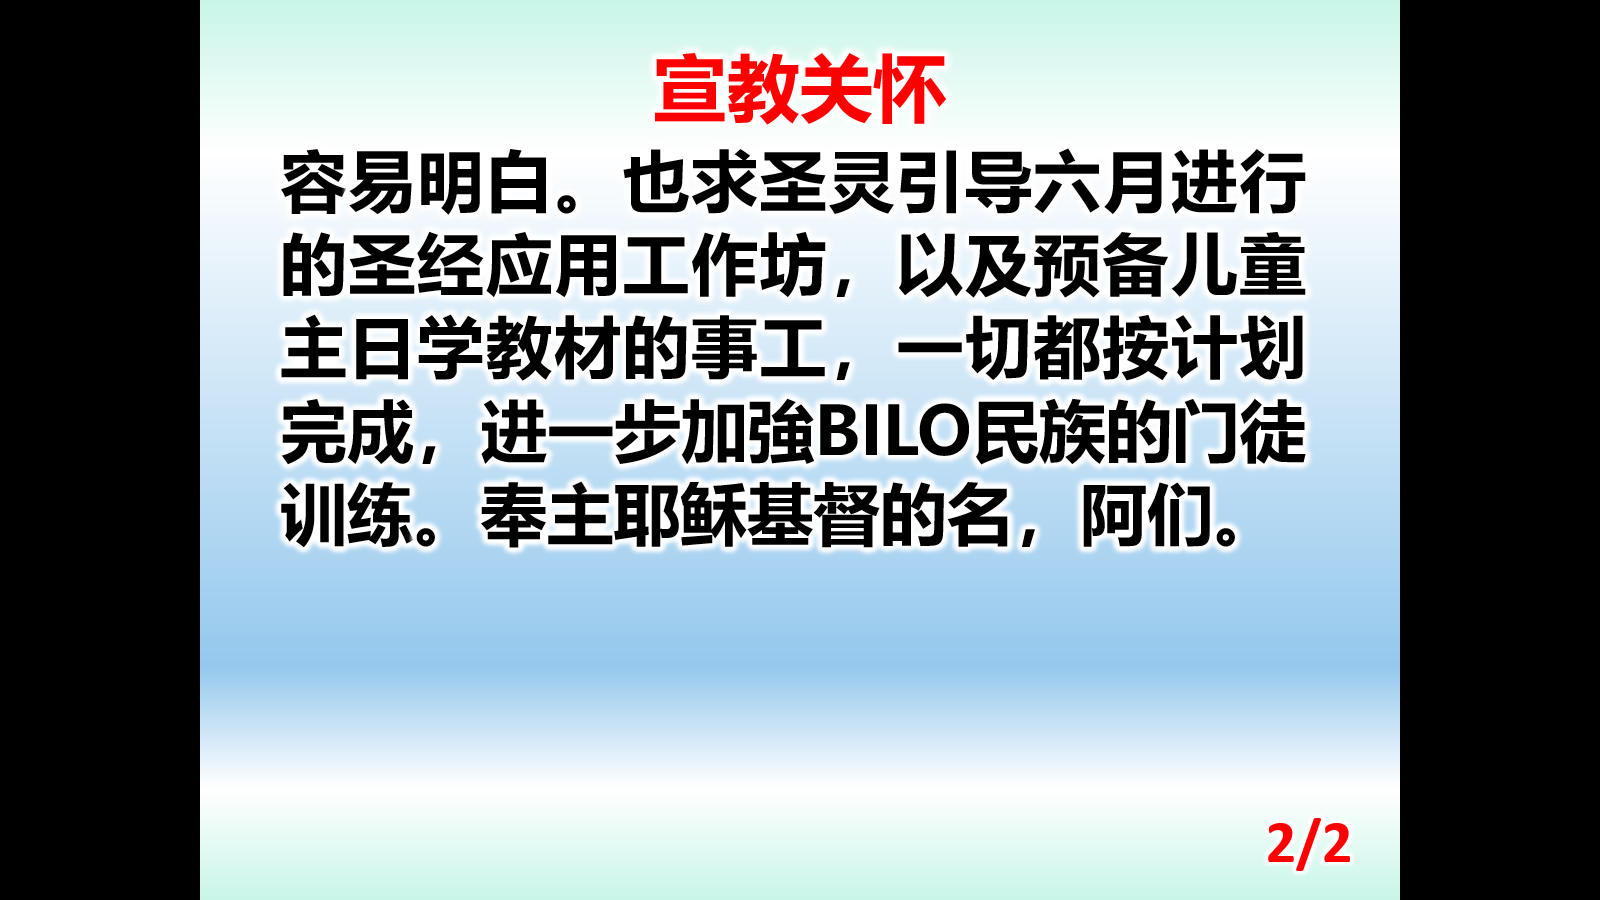 宣教关怀
容易明白。也求圣灵引导六月进行
的圣经应用工作坊，以及预备儿童
主日学教材的事工，一切都按计划
完成，进一步加強BILO民族的门徒
训练。奉主耶稣基督的名，阿们。
2/2